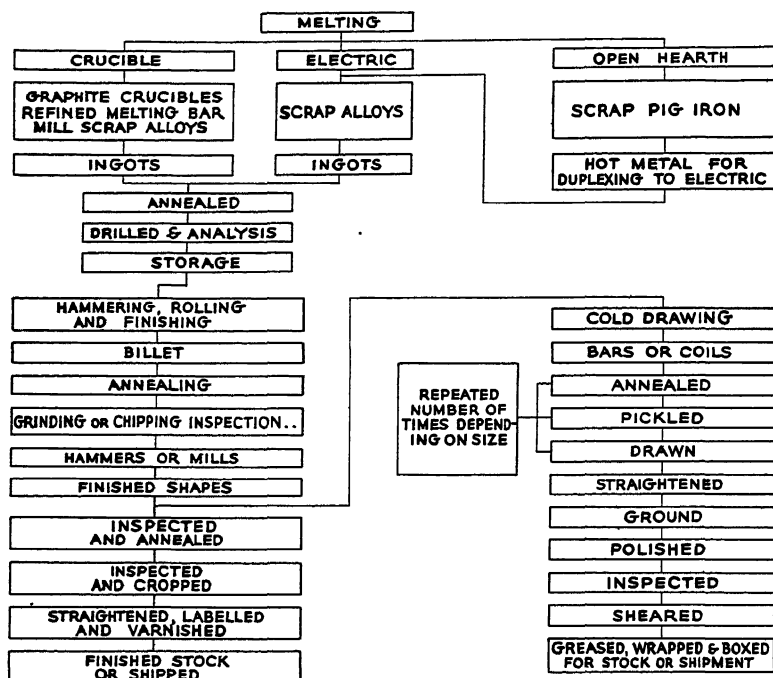 MELTING
CRUCIBLE
ELECTRIC
OPEN HEARTH
GRAPHITE CRUCIBLES
REFINED MELTING BAR
MILL SCRAP ALLOYS
SCRAP ALLOYS
SCRAP PIG IRON
INGOTS
INGOTS
HOT METAL FOR
DUPLEXING TO ELECTRIC
ANNEALED
DRILLED & ANALYSIS
STORAGE
HAMMERING, ROLLING
AND FINISHING
BILLET
ANNEALING
GRINDING OR CHIPPING INSPECTION..
HAMMERS OR MILLS
FINISHED SHAPES
INSPECTED
AND ANNEALED
INSPECTED
AND CROPPED
STRAIGHTENED, LABELLED
AND VARNISHED
FINISHED STOCK
OR SHIPPED
REPEATED
NUMBER OF
TIMES DEPEND-
ING ON SIZE
COLD DRAWING
BARS OR COILS
ANNEALED
PICKLED
DRAWN
STRAIGHTENED
GROUND
POLISHED
INSPECTED
SHEARED
GREASED, WRAPPED & BOXED
FOR STOCK OR SHIPMENT